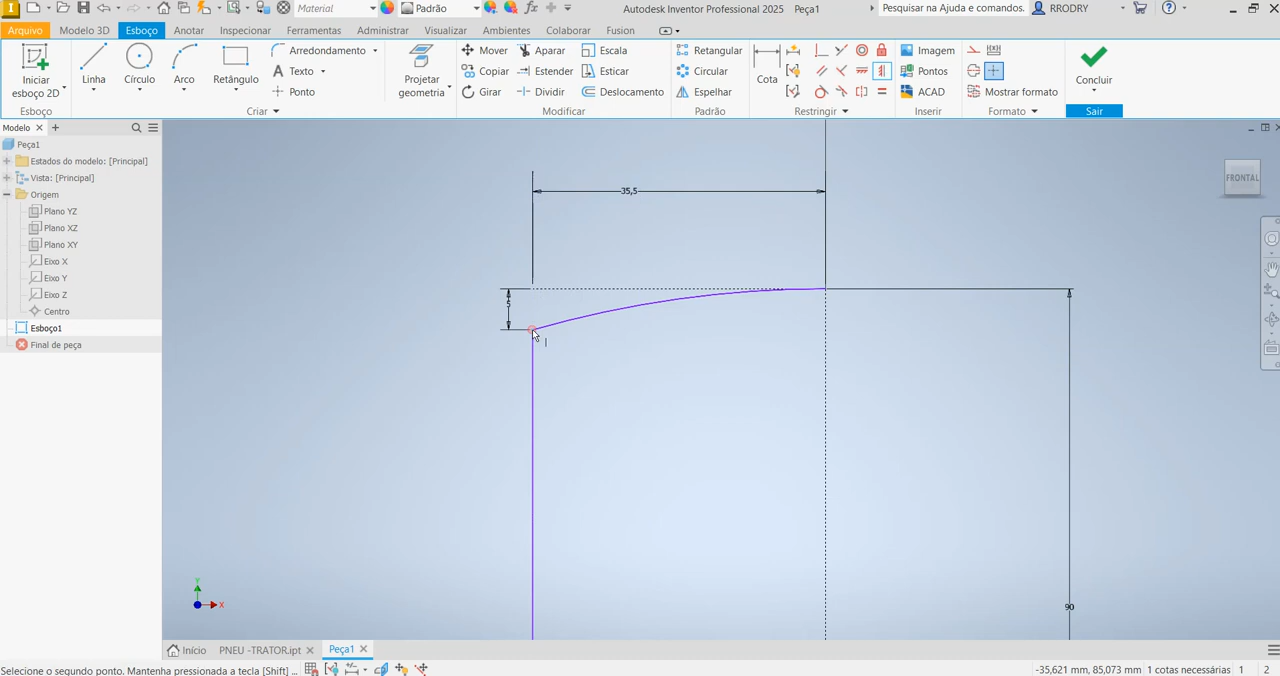 Material
Padrão
Autodesk Inventor Professional 2025 Peça1
Pesquisar na Ajuda e comandos.
RRODRY
Arquivo Modelo 3D Esboço Anotar Inspecionar Ferramentas Administrar Visualizar Ambientes Colaborar Fusion
Iniciar
esboço 2D
Linha
Círculo
Arco
Retângulo
Arredondamento
Texto
Ponto
Projetar
geometria
Mover
Copiar
Girar
Aparar
Estender
Dividir
Escala
Esticar
Deslocamento
Retangular
Circular
Espelhar
Cota
Imagem
Pontos
ACAD
Mostrar formato
Concluir
Esboço Criar Modificar Padrão Restringir Inserir Formato Sair
Modelo
Peça1
Estados do modelo: [Principal]
Vista: [Principal]
Origem
Plano YZ
Plano XZ
Plano XY
Eixo X
Eixo Y
Eixo Z
Centro
Esboço1
Final de peça
35,5
5
90
FRONTAL
Y
X
Início PNEU -TRATOR.ipt Peça1
Selecione o segundo ponto. Mantenha pressionada a tecla [Shift] ...
-35,621 mm, 85,073 mm 1 cotas necessárias 1 2